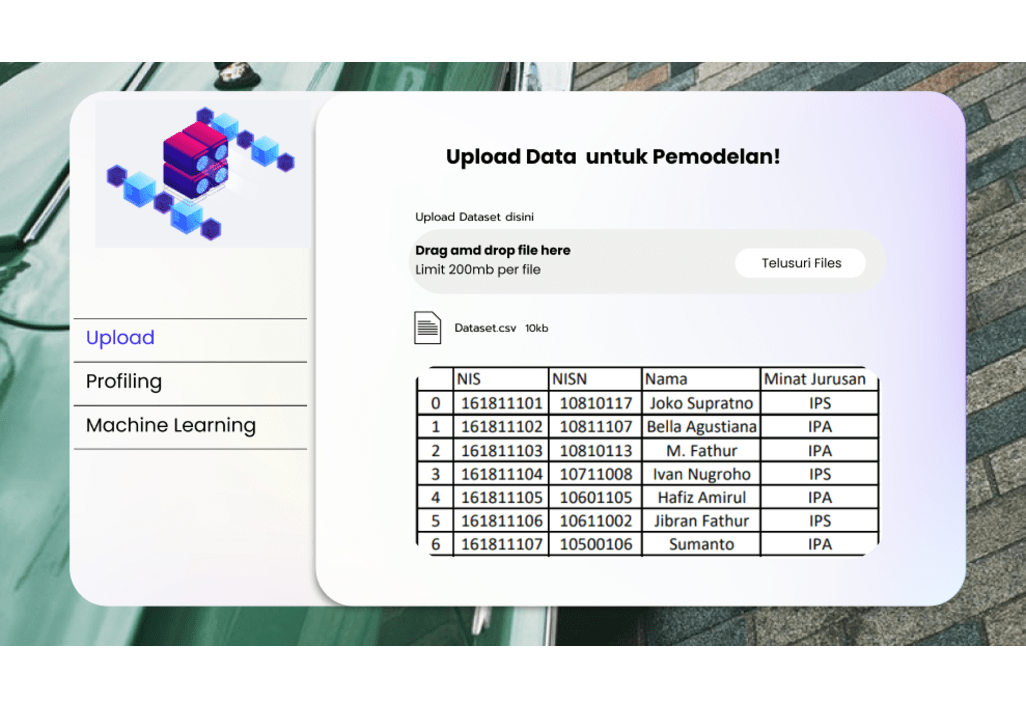 Upload Data untuk Pemodelan!
Upload Dataset disini
Drag amd drop file here
Limit 200mb per file
Telusuri Files
Dataset.csv 10kb
Upload
Profiling
Machine Learning
NIS NISN Nama Minat Jurusan
0 161811101 10810117 Joko Supratno IPS
1 161811102 10811107 Bella Agustiana IPA
2 161811103 10810113 M. Fathur IPA
3 161811104 10711008 Ivan Nugroho IPS
4 161811105 10601105 Hafiz Amirul IPA
5 161811106 10611002 Jibran Fathur IPS
6 161811107 10500106 Sumanto IPA